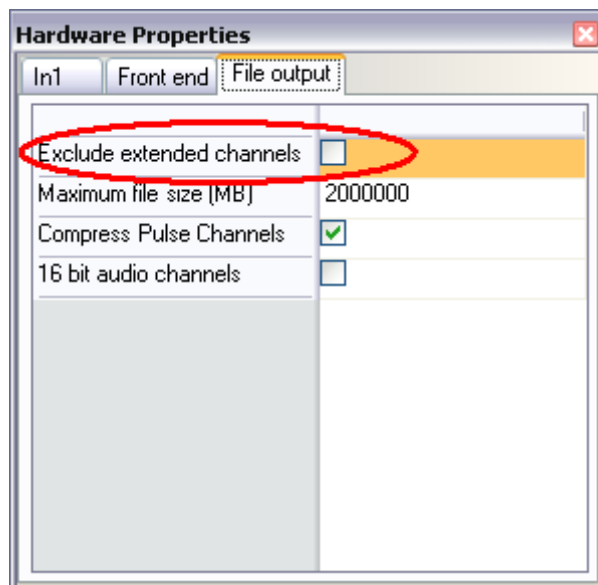 Hardware Properties
In1 Front end File output
Exclude extended channels
Maximum file size (MB) 2000000
Compress Pulse Channels
16 bit audio channels